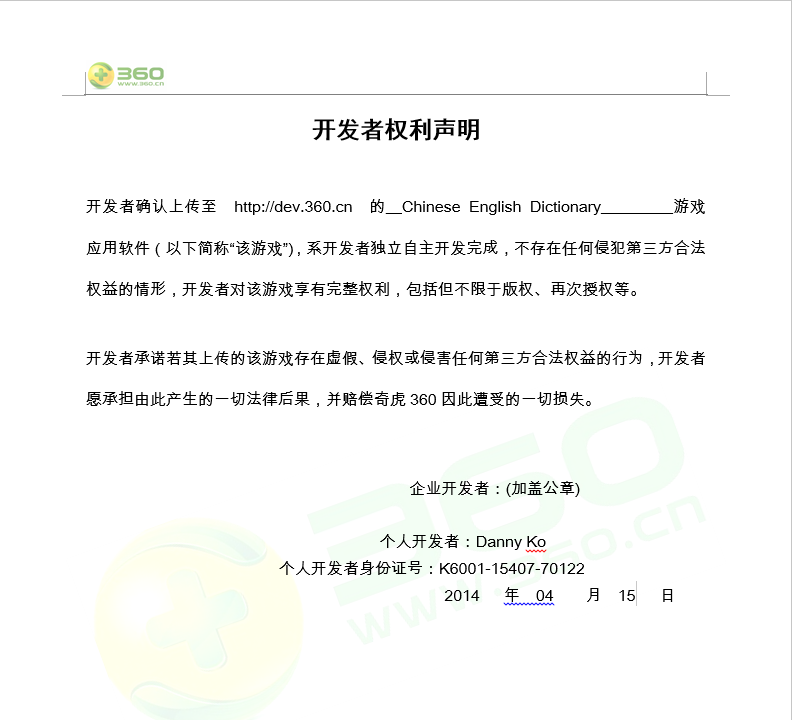 360
WWW.360.CN
开发者权利声明
开发者确认上传至 http://dev.360.cn 的__Chinese English Dictionary_________游戏
应用软件（以下简称“该游戏”），系开发者独立自主开发完成，不存在任何侵犯第三方合法
权益的情形，开发者对该游戏享有完整权利，包括但不限于版权、再次授权等。
开发者承诺若其上传的该游戏存在虚假、侵权或侵害任何第三方合法权益的行为，开发者
愿承担由此产生的一切法律后果，并赔偿奇虎 360 因此遭受的一切损失。
企业开发者：(加盖公章)
个人开发者：Danny Ko
个人开发者身份证号：K6001-15407-70122
2014 年 04 月 15 日
360
www.360.cn